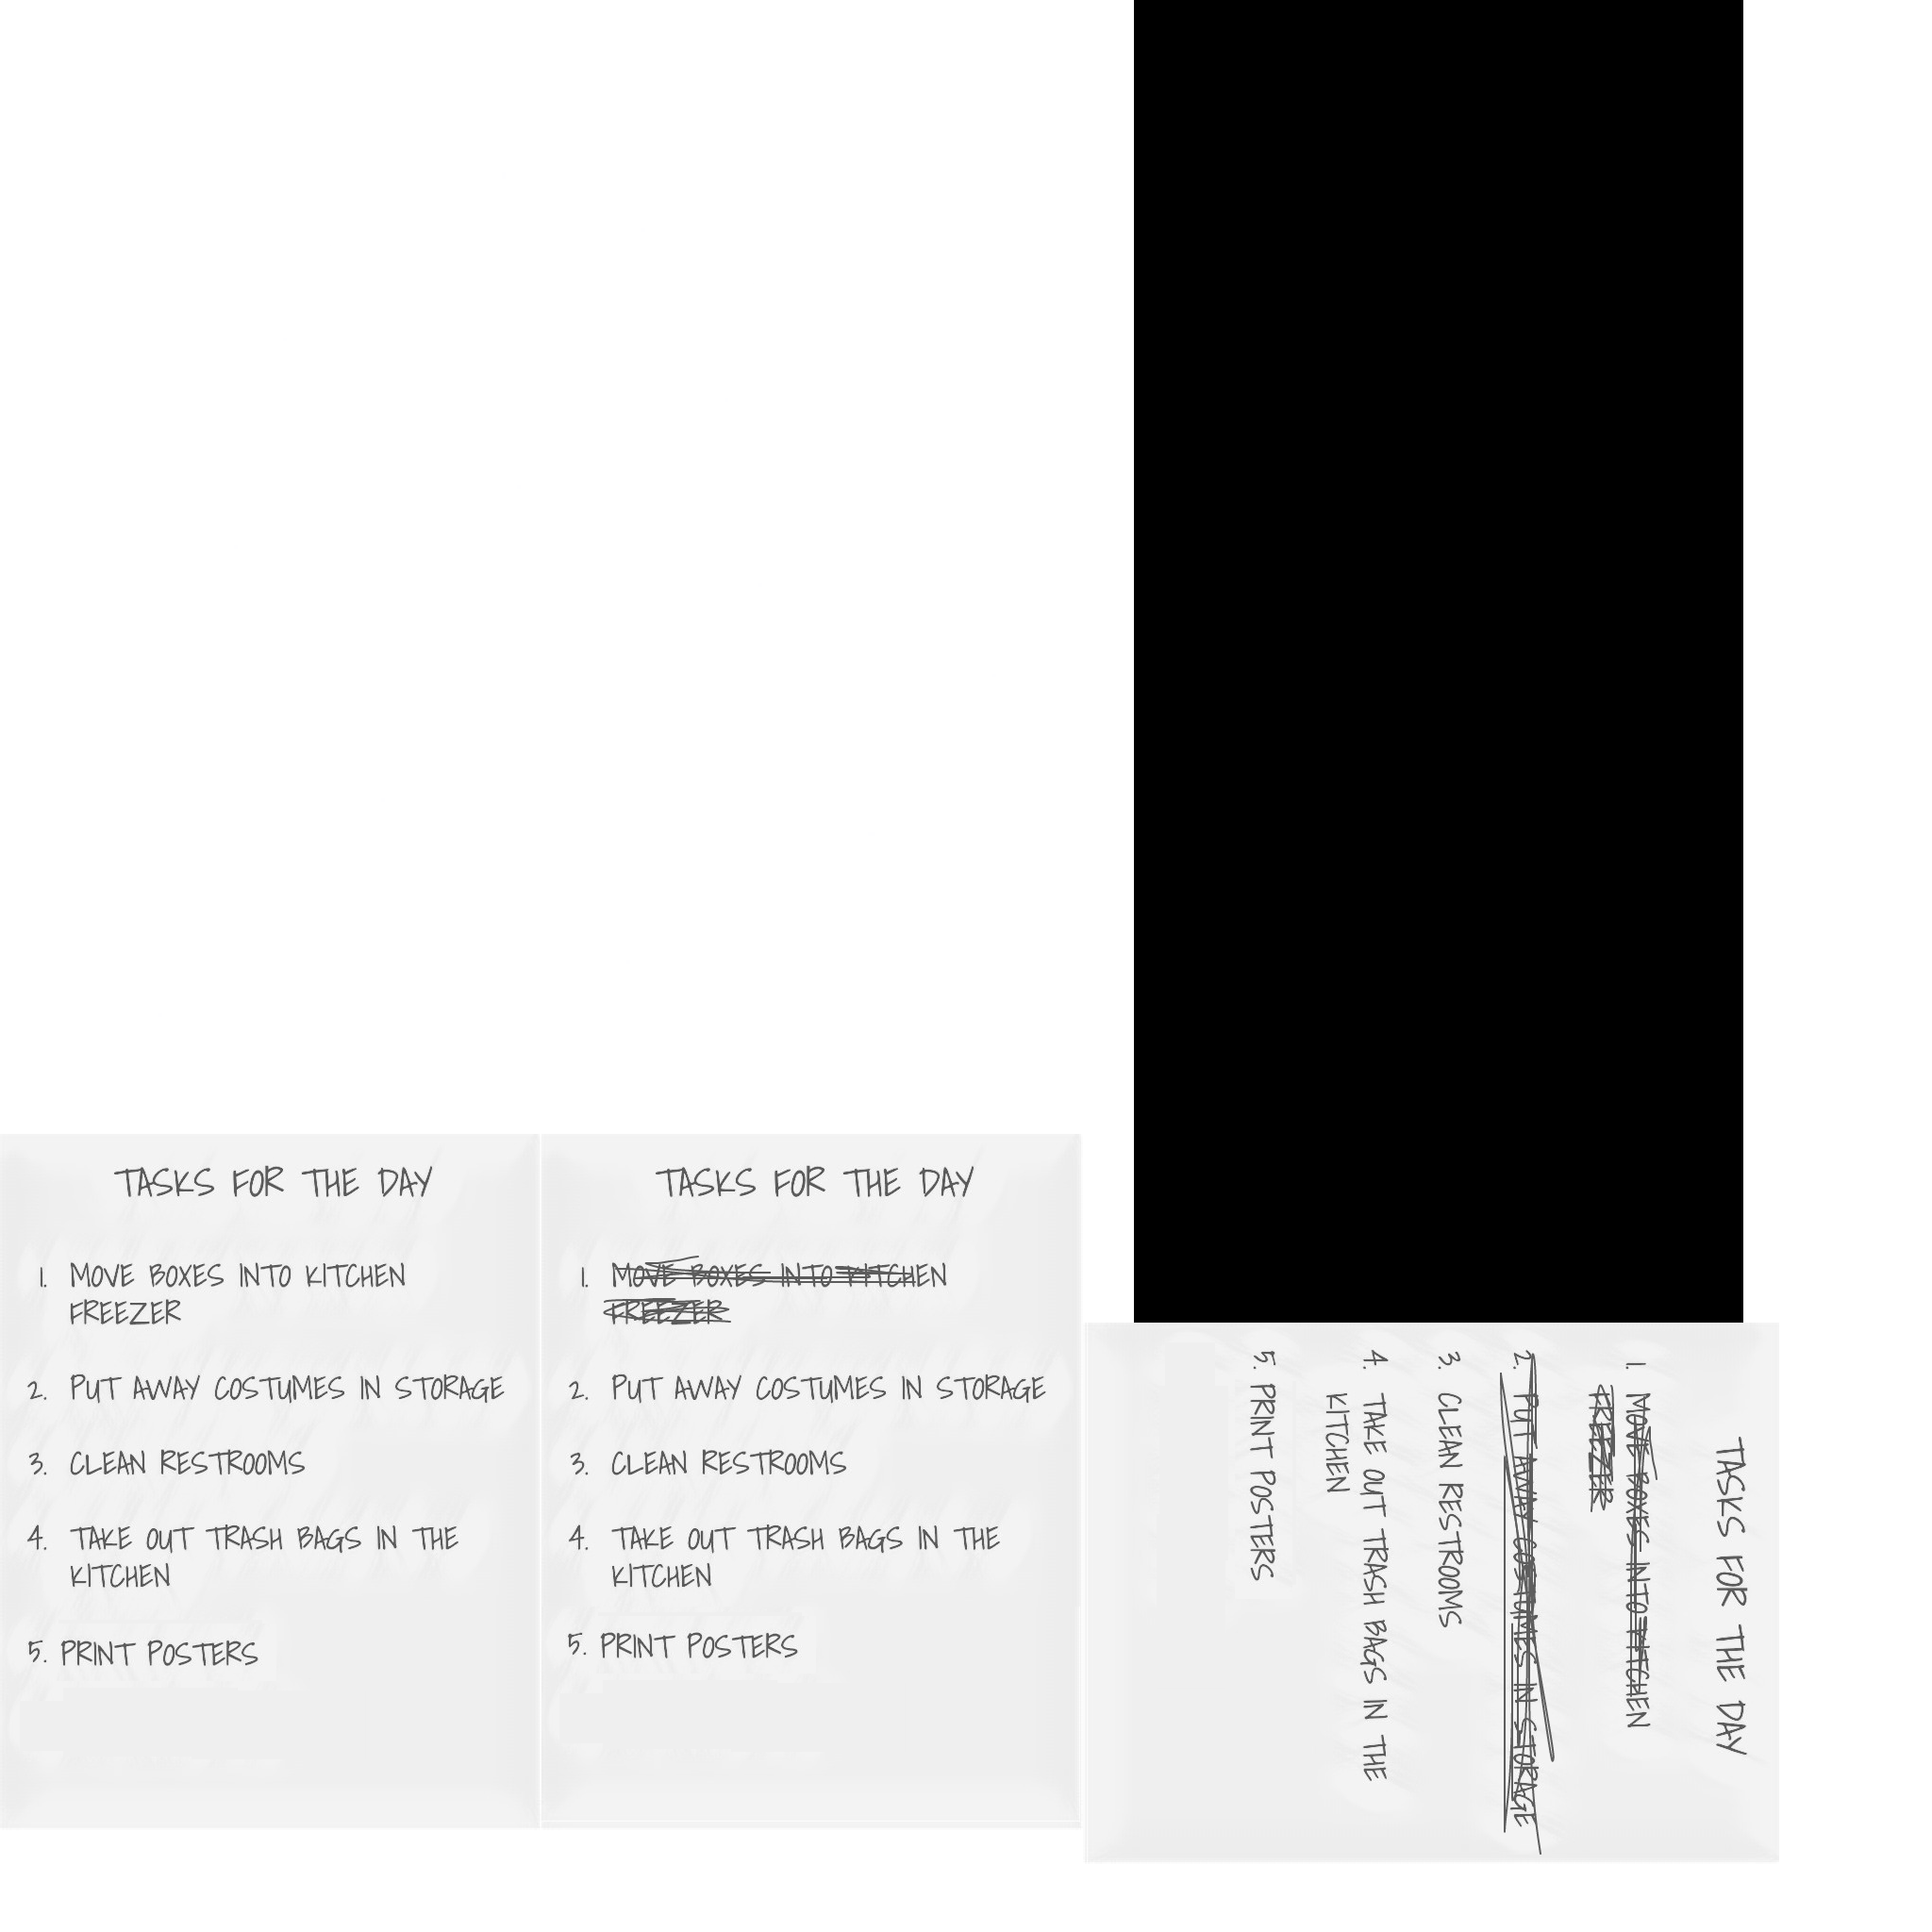 TASKS FOR THE DAY
1. MOVE BOXES INTO KITCHEN
FREEZER
2. PUT AWAY COSTUMES IN STORAGE
3. CLEAN RESTROOMS
4. TAKE OUT TRASH BAGS IN THE
KITCHEN
5. PRINT POSTERS
TASKS FOR THE DAY
1. MOVE BOXES INTO KITCHEN
FREEZER
2. PUT AWAY COSTUMES IN STORAGE
3. CLEAN RESTROOMS
4. TAKE OUT TRASH BAGS IN THE
KITCHEN
5. PRINT POSTERS
TASKS FOR THE DAY
1. MOVE BOXES INTO KITCHEN
FREEZER
2. PUT AWAY COSTUMES IN STORAGE
3. CLEAN RESTROOMS
4. TAKE OUT TRASH BAGS IN THE
KITCHEN
5. PRINT POSTERS